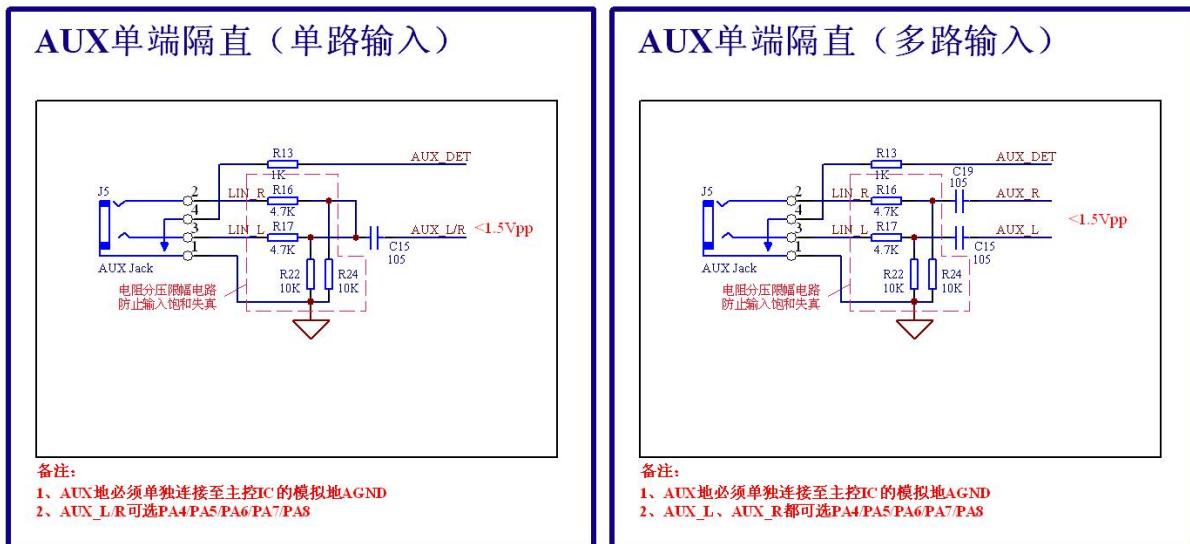 AUX单端隔直（单路输入）
R13
1K
AUX_DET
J5
2
LIN_R
R16
4.7K
4
3
LIN_L
R17
4.7K
AUX_L/R
<1.5Vpp
C15
105
1
AUX Jack
R22
10K
R24
10K
电阻分压限幅电路
防止输入饱和失真
备注：
1、AUX地必须单独连接至主控IC的模拟地AGND
2、AUX_L/R可选PA4/PA5/PA6/PA7/PA8
AUX单端隔直（多路输入）
R13
1K
AUX_DET
C19
105
J5
2
LIN_R
R16
4.7K
AUX_R
4
<1.5Vpp
3
LIN_L
R17
4.7K
AUX_L
C15
105
1
AUX Jack
R22
10K
R24
10K
电阻分压限幅电路
防止输入饱和失真
备注：
1、AUX地必须单独连接至主控IC的模拟地AGND
2、AUX_L、AUX_R都可选PA4/PA5/PA6/PA7/PA8